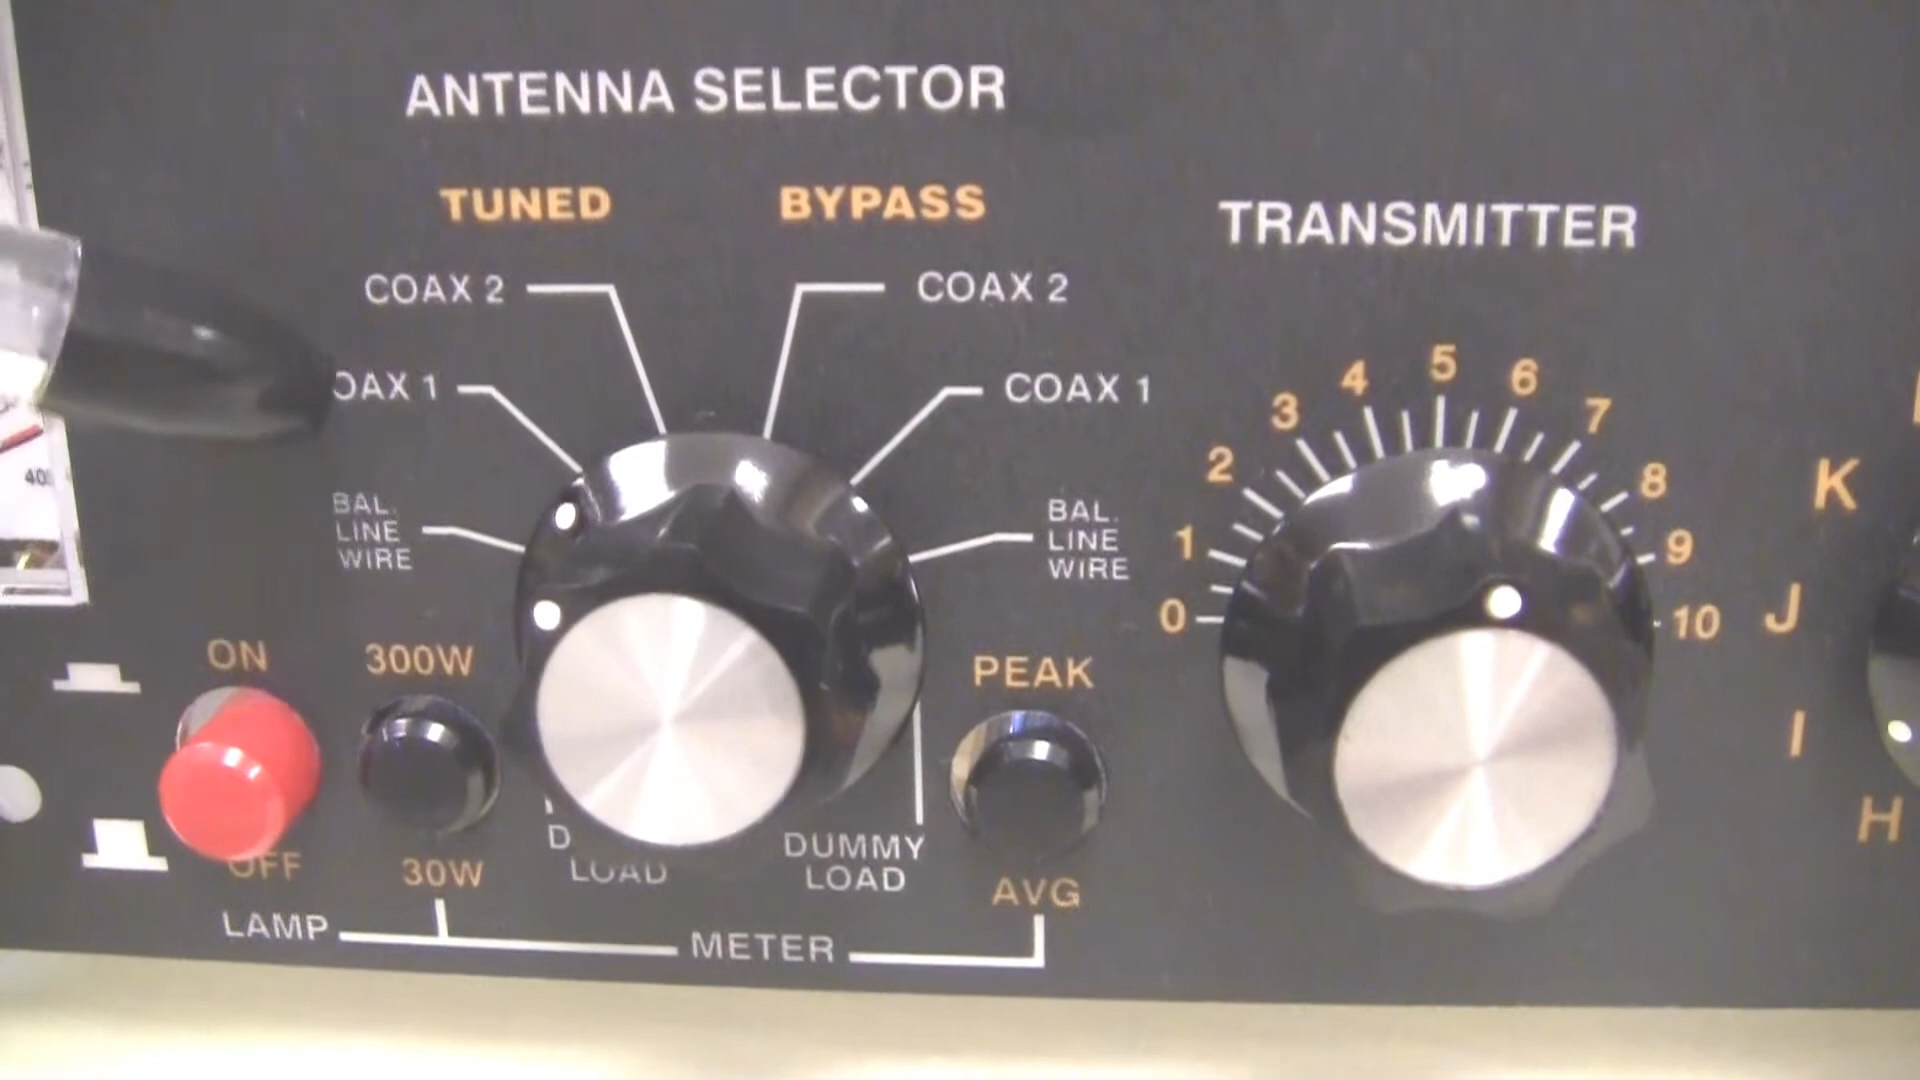 ANTENNA SELECTOR
TUNED BYPASS
TRANSMITTER
COAX 2 COAX 2
OAX 1 COAX 1
BAL.
LINE
WIRE
BAL.
LINE
WIRE
0 1 2 3 4 5 6 7 8 9 10
K
J
I
H
ON 300W PEAK
OFF 30W AVG
D
LOAD
DUMMY
LOAD
LAMP METER